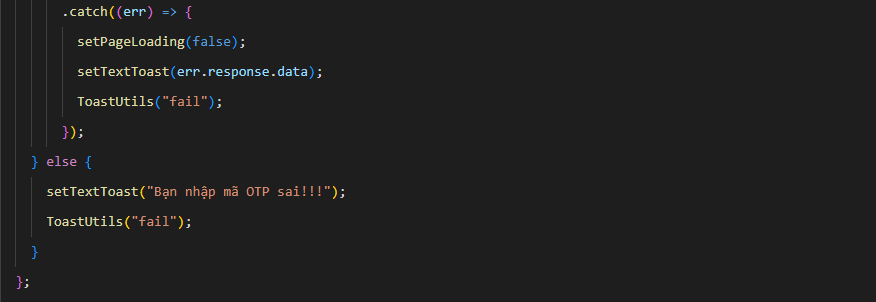 .catch((err) => {
setPageLoading(false);
setTextToast(err.response.data);
ToastUtils("fail");
});
} else {
setTextToast("Bạn nhập mã OTP sai!!!");
ToastUtils("fail");
}
};